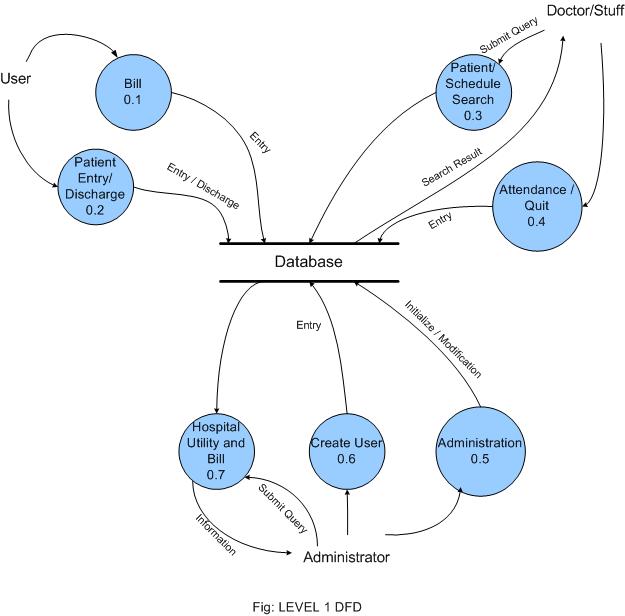 Doctor/Stuff
Submit Query
User
Bill
0.1
Patient/
Schedule
Search
0.3
Entry
Patient
Entry/
Discharge
0.2
Entry / Discharge
Search Result
Attendance /
Quit
0.4
Entry
Database
Entry
Initialize / Modification
Hospital
Utility and
Bill
0.7
Create User
0.6
Administration
0.5
Submit Query
Information
Administrator
Fig: LEVEL 1 DFD